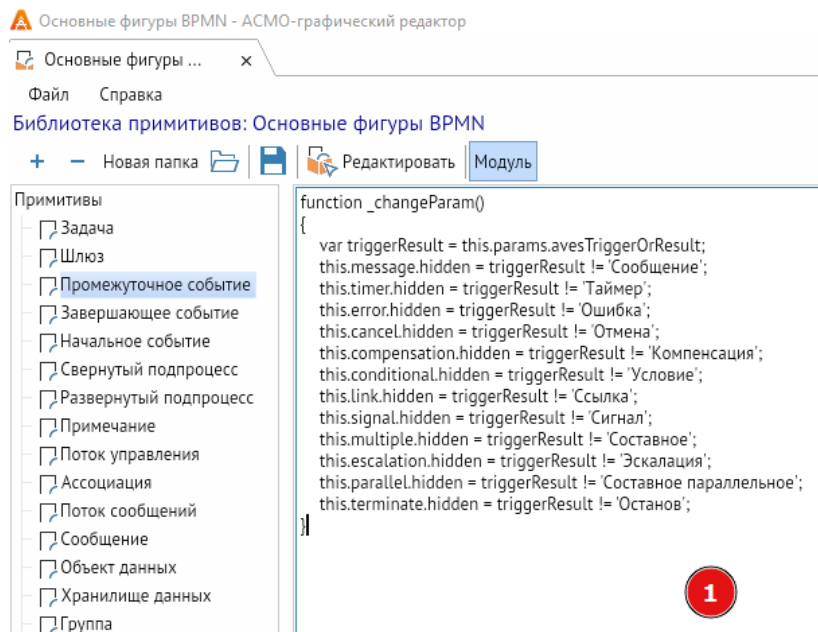 Основные фигуры BPMN - АСМО-графический редактор
Основные фигуры ... x
Файл Справка
Библиотека примитивов: Основные фигуры BPMN
+ − Новая папка Редактировать Модуль
Примитивы
Задача
Шлюз
Промежуточное событие
Завершающее событие
Начальное событие
Свернутый подпроцесс
Развернутый подпроцесс
Примечание
Поток управления
Ассоциация
Поток сообщений
Сообщение
Объект данных
Хранилище данных
Группа
function _changeParam()
{
var triggerResult = this.params.avesTriggerOrResult;
this.message.hidden = triggerResult != 'Сообщение';
this.timer.hidden = triggerResult != 'Таймер';
this.error.hidden = triggerResult != 'Ошибка';
this.cancel.hidden = triggerResult != 'Отмена';
this.compensation.hidden = triggerResult != 'Компенсация';
this.conditional.hidden = triggerResult != 'Условие';
this.link.hidden = triggerResult != 'Ссылка';
this.signal.hidden = triggerResult != 'Сигнал';
this.multiple.hidden = triggerResult != 'Составное';
this.escalation.hidden = triggerResult != 'Эскалация';
this.parallel.hidden = triggerResult != 'Составное параллельное';
this.terminate.hidden = triggerResult != 'Останов';
}
1